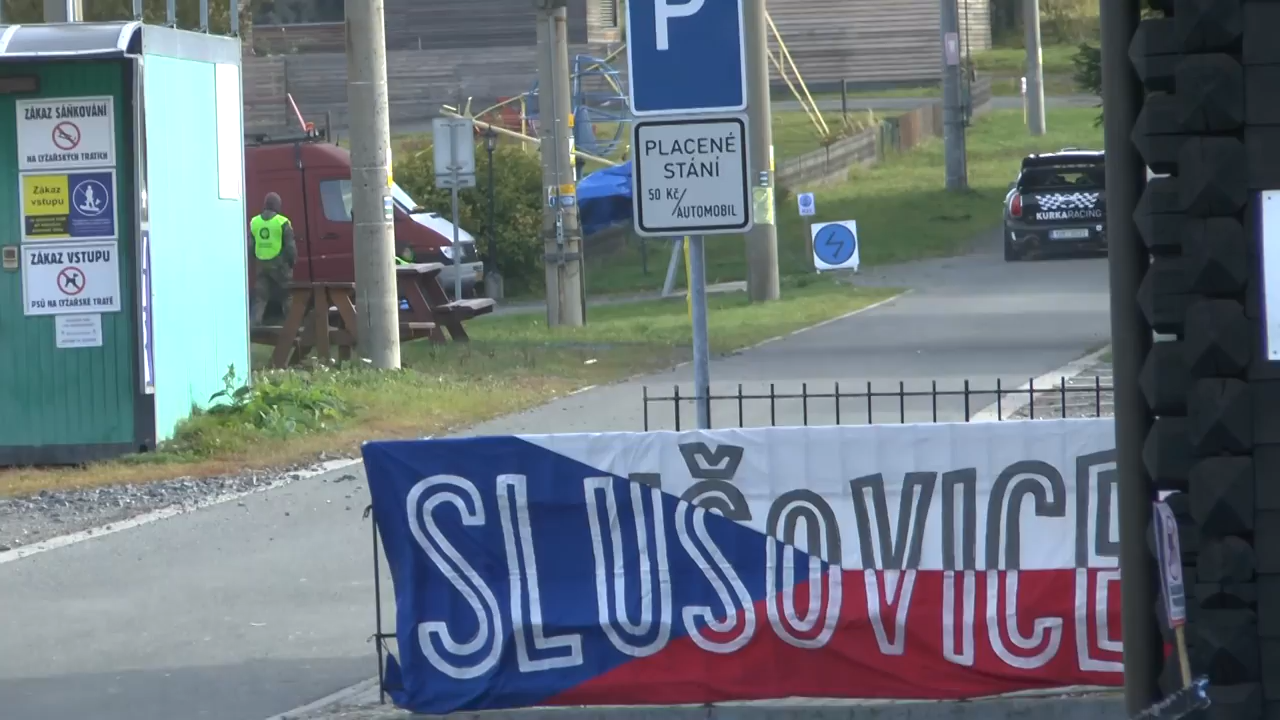 ZÁKAZ SÁŇKOVÁNÍ
NA LYŽAŘSKÝCH TRATÍCH
Zákaz
vstupu
ZÁKAZ VSTUPU
PSŮ NA LYŽAŘSKÉ TRATĚ
P
PLACENÉ
STÁNÍ
50 Kč/AUTOMOBIL
KURKARACING
SLUŠOVICE